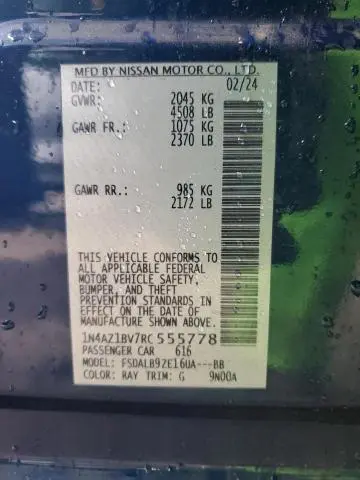 MFD BY NISSAN MOTOR CO., LTD.
DATE: 02/24
GVWR: 2045 KG
4508 LB
GAWR FR.: 1075 KG
2370 LB
GAWR RR.: 985 KG
2172 LB
THIS VEHICLE CONFORMS TO
ALL APPLICABLE FEDERAL
MOTOR VEHICLE SAFETY,
BUMPER, AND THEFT
PREVENTION STANDARDS IN
EFFECT ON THE DATE OF
MANUFACTURE SHOWN ABOVE.
1N4AZ1BV7RC555778
PASSENGER CAR 616
MODEL: FSDALB9ZE16UA---BB
COLOR: RAY TRIM: G 9N00A